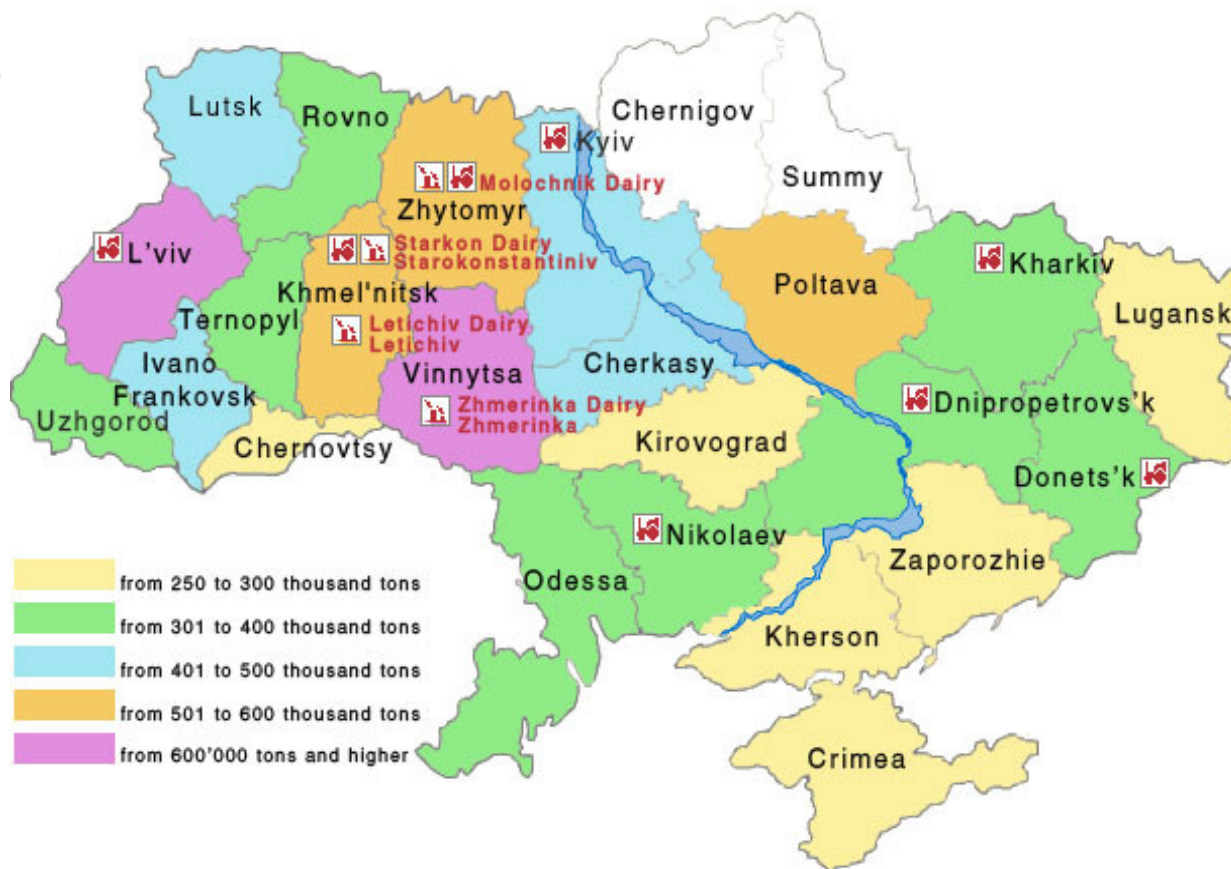 Chernigov
Lutsk
Rovno
Kyiv
Summy
Molochnik Dairy
Zhytomyr
L'viv
Starkon Dairy
Starokonstantiniv
Kharkiv
Khmel'nitsk
Poltava
Ternopyl
Lugansk
Letichiv Dairy
Letichiv
Ivano
Frankovsk
Vinnytsa
Cherkasy
Uzhgorod
Zhmerinka Dairy
Zhmerinka
Dnipropetrovs'k
Chernovtsy
Kirovograd
Donets'k
Nikolaev
Zaporozhie
Odessa
Kherson
Crimea
from 250 to 300 thousand tons
from 301 to 400 thousand tons
from 401 to 500 thousand tons
from 501 to 600 thousand tons
from 600'000 tons and higher